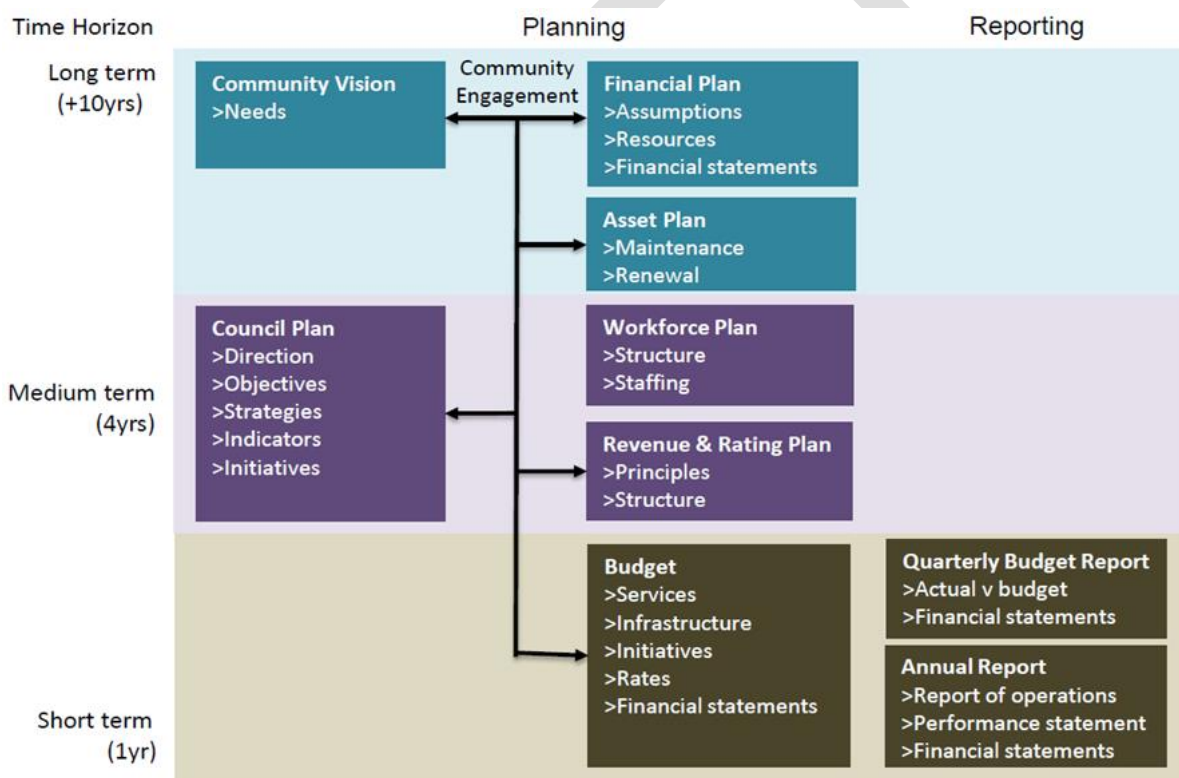 Time Horizon
Planning
Reporting
Long term
(+10yrs)
Community Vision
>Needs
Community
Engagement
Financial Plan
>Assumptions
>Resources
>Financial statements
Asset Plan
>Maintenance
>Renewal
Medium term
(4yrs)
Council Plan
>Direction
>Objectives
>Strategies
>Indicators
>Initiatives
Workforce Plan
>Structure
>Staffing
Revenue & Rating Plan
>Principles
>Structure
Short term
(1yr)
Budget
>Services
>Infrastructure
>Initiatives
>Rates
>Financial statements
Quarterly Budget Report
>Actual v budget
>Financial statements
Annual Report
>Report of operations
>Performance statement
>Financial statements